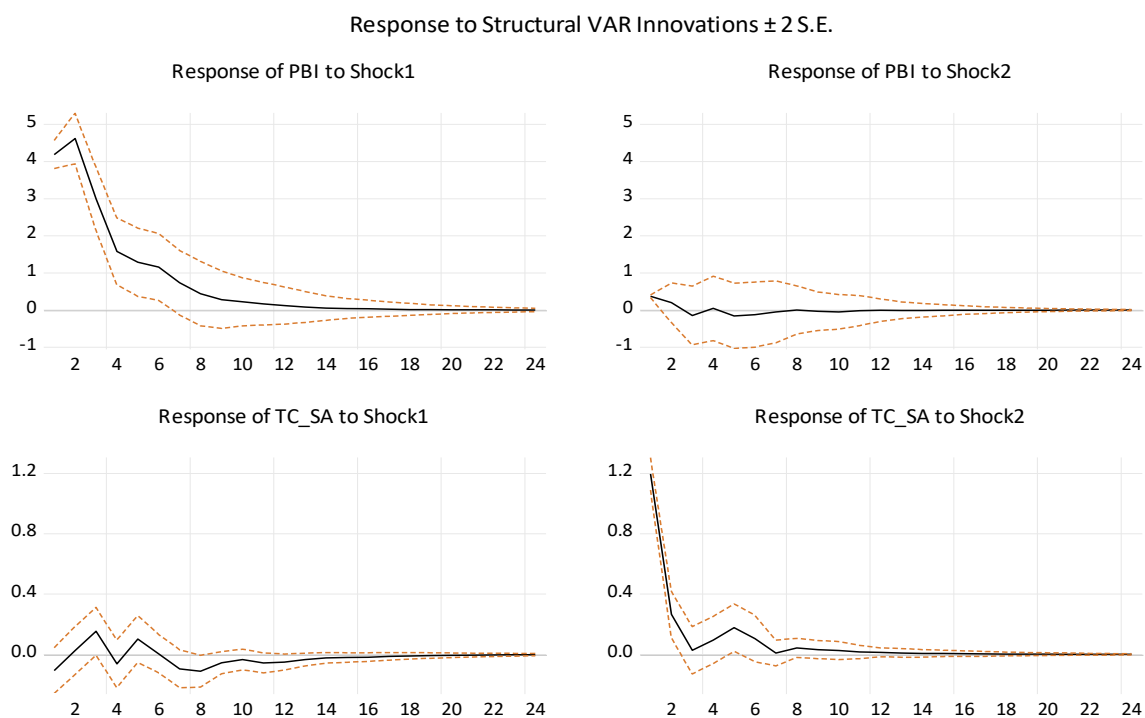 Response to Structural VAR Innovations ± 2 S.E.
Response of PBI to Shock1
5
4
3
2
1
0
-1
2 4 6 8 10 12 14 16 18 20 22 24
Response of PBI to Shock2
5
4
3
2
1
0
-1
2 4 6 8 10 12 14 16 18 20 22 24
Response of TC_SA to Shock1
1.2
0.8
0.4
0.0
2 4 6 8 10 12 14 16 18 20 22 24
Response of TC_SA to Shock2
1.2
0.8
0.4
0.0
2 4 6 8 10 12 14 16 18 20 22 24